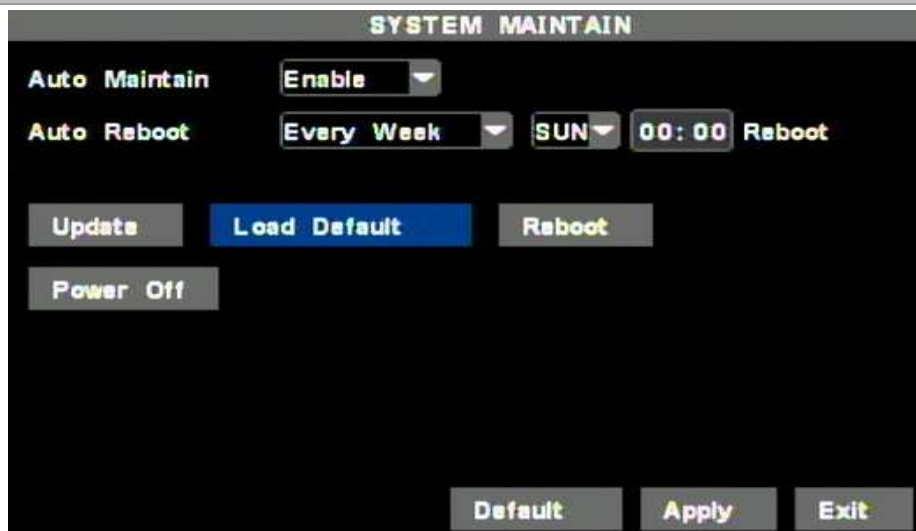 SYSTEM MAINTAIN
Auto Maintain Enable
Auto Reboot Every Week SUN 00:00 Reboot
Update Load Default Reboot
Power Off
Default Apply Exit